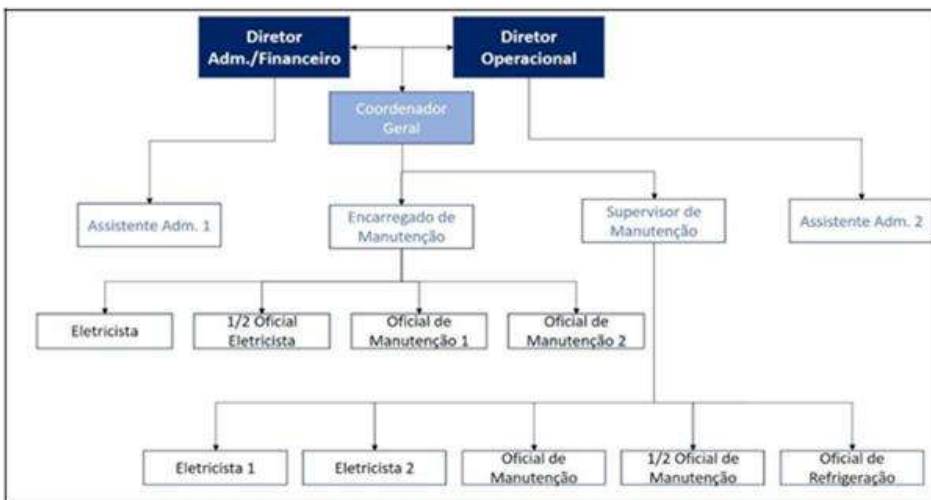 Diretor
Adm./Financeiro
Diretor
Operacional
Coordenador
Geral
Assistente Adm. 1
Encarregado de
Manutenção
Supervisor de
Manutenção
Assistente Adm. 2
Eletricista
1/2 Oficial
Eletricista
Oficial de
Manutenção 1
Oficial de
Manutenção 2
Eletricista 1
Eletricista 2
Oficial de
Manutenção
1/2 Oficial de
Manutenção
Oficial de
Refrigeração